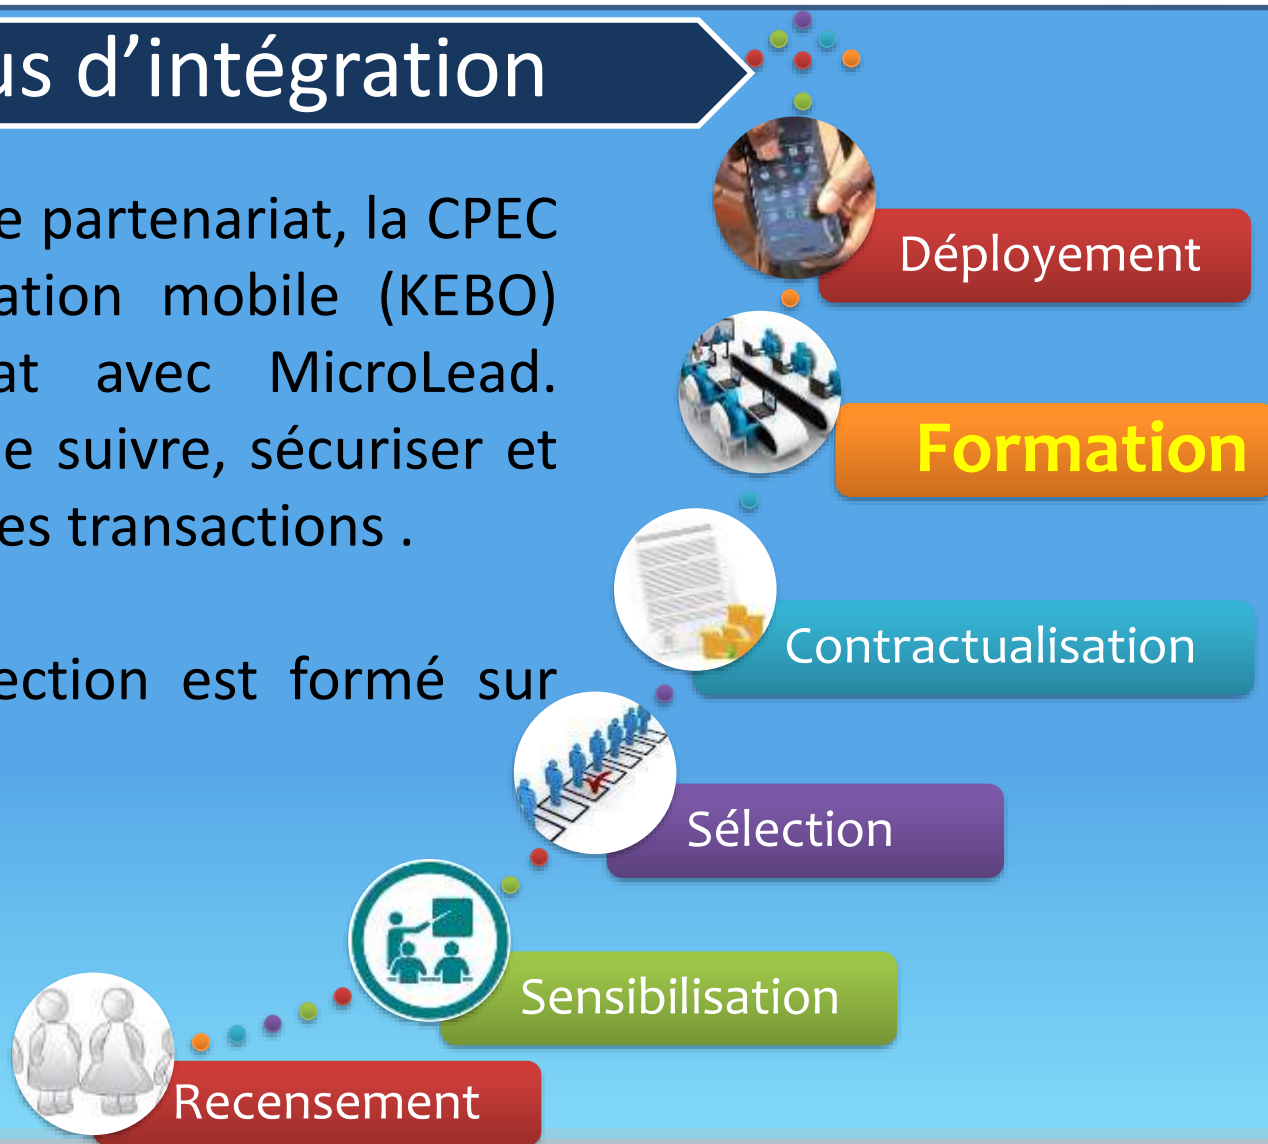 us d’intégration
e partenariat, la CPEC
ation mobile (KEBO)
at avec MicroLead.
e suivre, sécuriser et
es transactions .
ection est formé sur
Déployement
Formation
Contractualisation
Sélection
Sensibilisation
Recensement